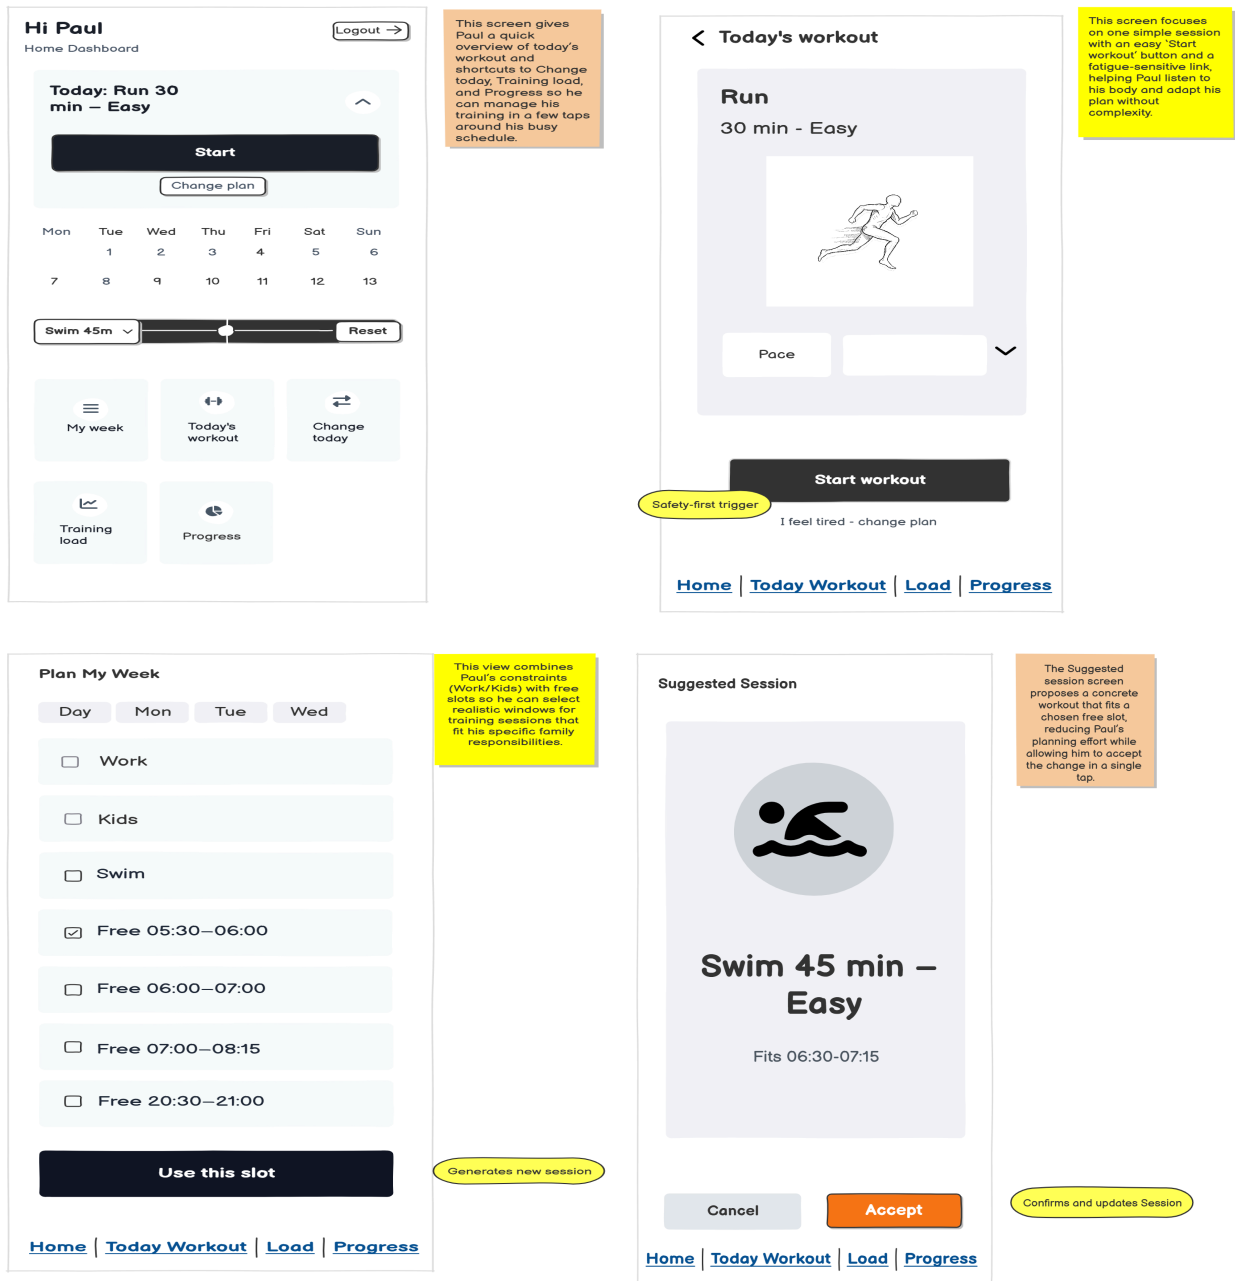 Hi Paul
Logout
Home Dashboard
Today: Run 30
min – Easy
Start
Change plan
Mon Tue Wed Thu Fri Sat Sun
1 2 3 4 5 6
7 8 9 10 11 12 13
Swim 45m
Reset
My week
Today's
workout
Change
today
Training
load
Progress
This screen gives
Paul a quick
overview of today's
workout and
shortcuts to Change
today, Training load,
and Progress so he
can manage his
training in a few taps
around his busy
schedule.
Today's workout
Run
30 min - Easy
Pace
Start workout
Safety-first trigger
I feel tired - change plan
Home | Today Workout | Load | Progress
This screen focuses
on one simple session
with an easy 'Start
workout' button and a
fatigue-sensitive link,
helping Paul listen to
his body and adapt his
plan without
complexity.
Plan My Week
Day Mon Tue Wed
Work
Kids
Swim
Free 05:30–06:00
Free 06:00–07:00
Free 07:00–08:15
Free 20:30–21:00
Use this slot
Generates new session
Home | Today Workout | Load | Progress
This view combines
Paul's constraints
(Work/Kids) with free
slots so he can select
realistic windows for
training sessions that
fit his specific family
responsibilities.
Suggested Session
Swim 45 min –
Easy
Fits 06:30-07:15
Cancel
Accept
Confirms and updates Session
Home | Today Workout | Load | Progress
The Suggested
session screen
proposes a concrete
workout that fits a
chosen free slot,
reducing Paul's
planning effort while
allowing him to accept
the change in a single
tap.